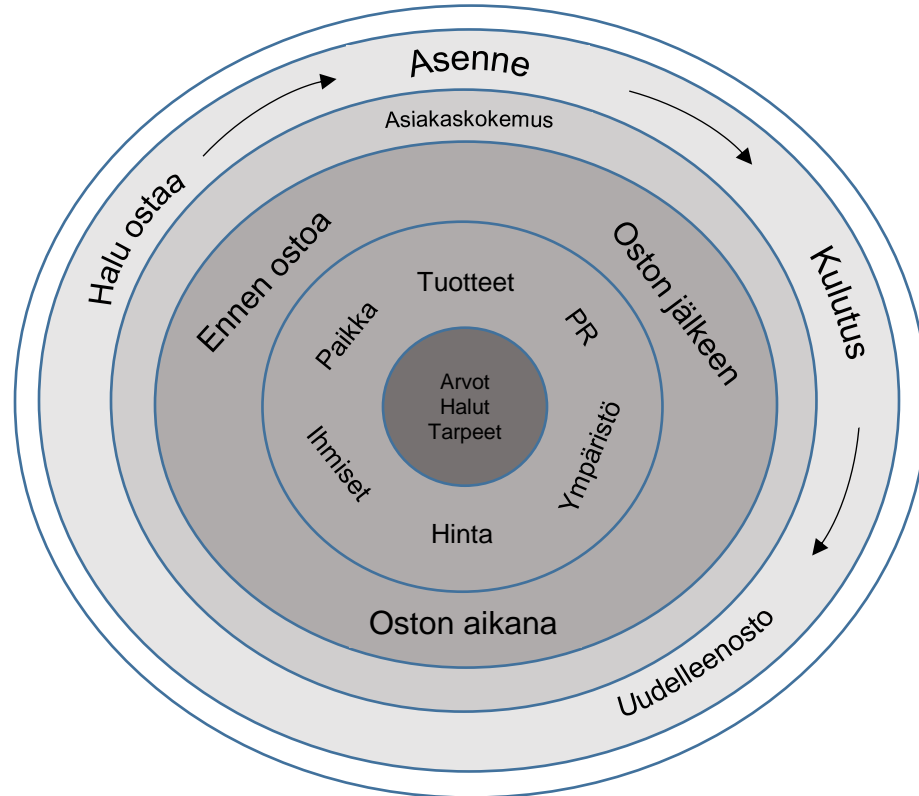 Asenne
Asiakaskokemus
Halu ostaa
Kulutus
Uudelleenosto
Ennen ostoa
Oston jälkeen
Oston aikana
Tuotteet
PR
Paikka
Ympäristö
Ihmiset
Hinta
Arvot
Halut
Tarpeet